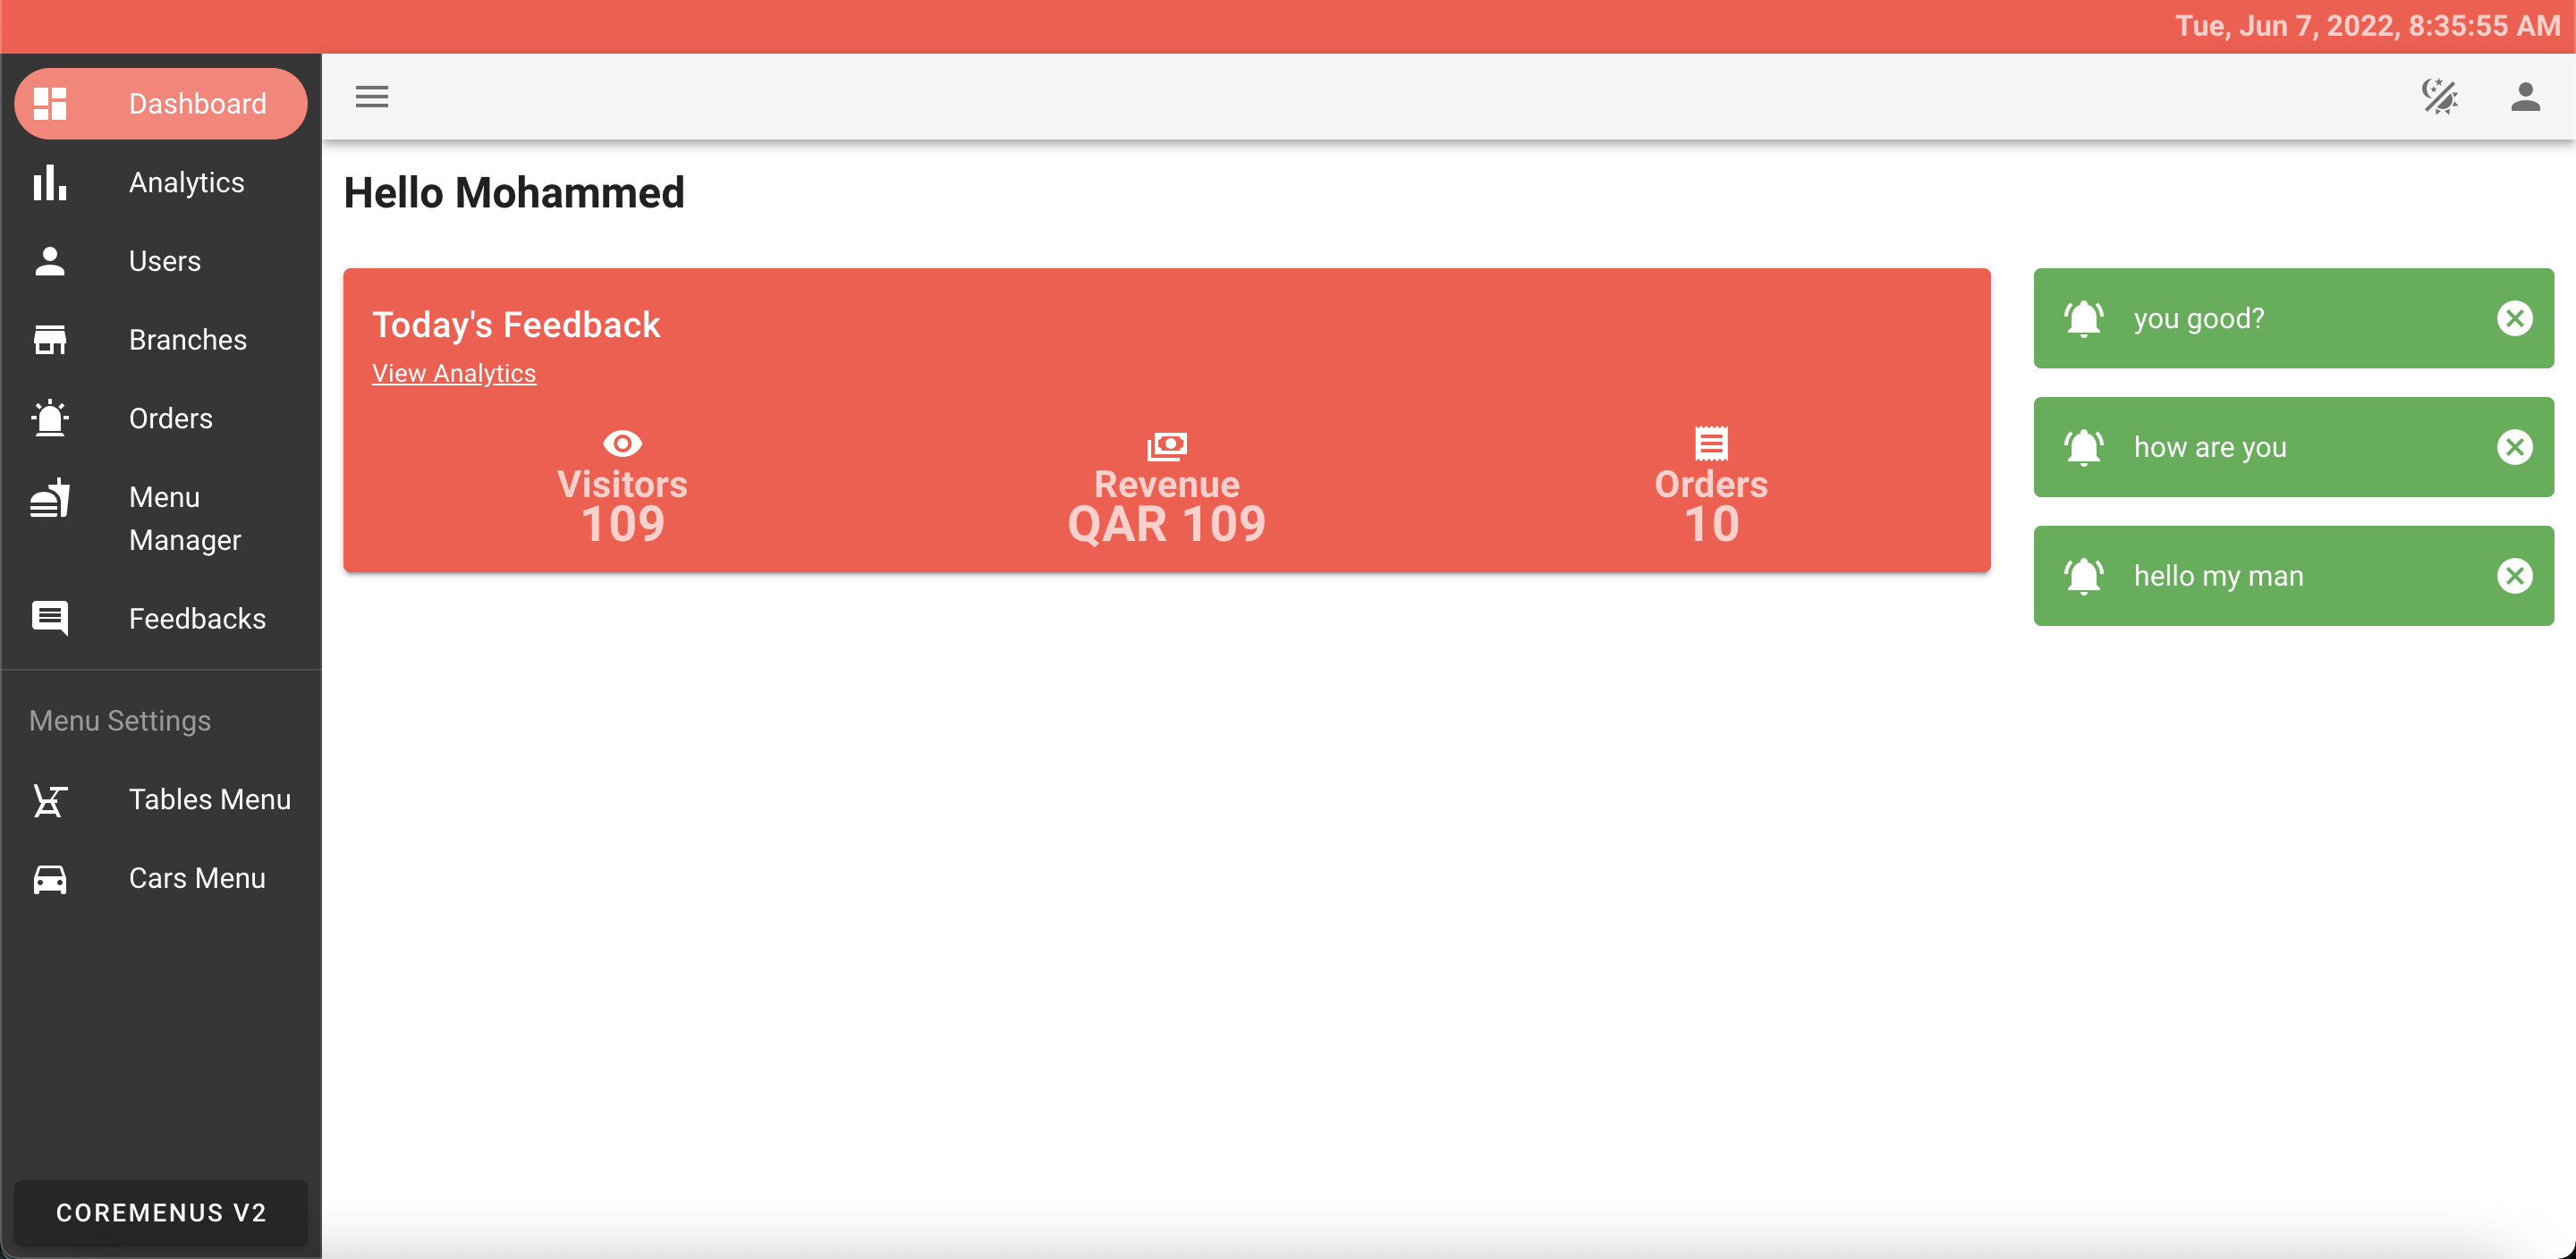 Tue, Jun 7, 2022, 8:35:55 AM
Dashboard
Analytics
Users
Branches
Orders
Menu
Manager
Feedbacks
Menu Settings
Tables Menu
Cars Menu
COREMENUS V2
Hello Mohammed
Today's Feedback
View Analytics
Visitors
109
Revenue
QAR 109
Orders
10
you good?
how are you
hello my man